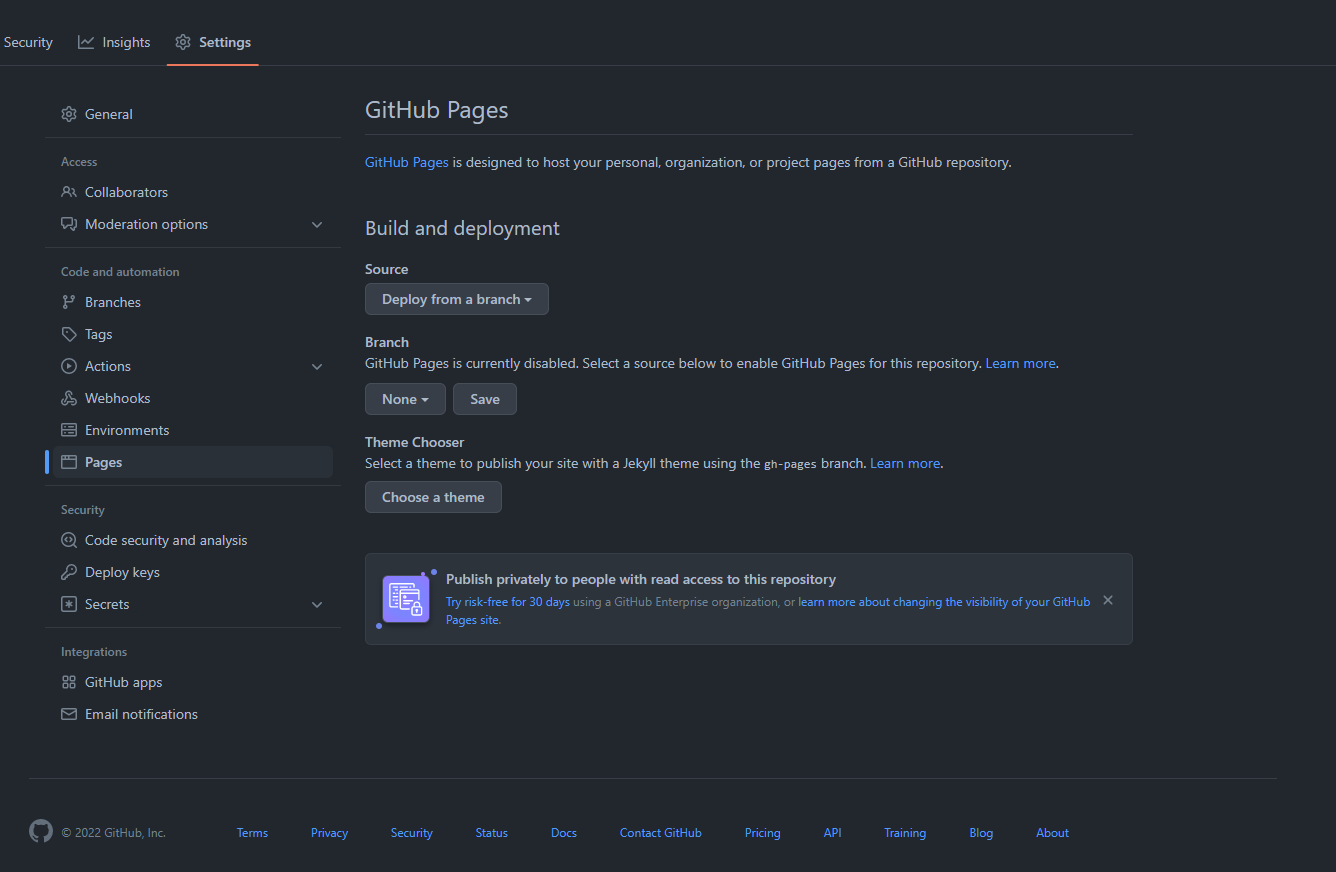 Security Insights Settings
General
Access
Collaborators
Moderation options
Code and automation
Branches
Tags
Actions
Webhooks
Environments
Pages
Security
Code security and analysis
Deploy keys
Secrets
Integrations
GitHub apps
Email notifications
GitHub Pages
GitHub Pages is designed to host your personal, organization, or project pages from a GitHub repository.
Build and deployment
Source
Deploy from a branch
Branch
GitHub Pages is currently disabled. Select a source below to enable GitHub Pages for this repository. Learn more.
None Save
Theme Chooser
Select a theme to publish your site with a Jekyll theme using the gh-pages branch. Learn more.
Choose a theme
Publish privately to people with read access to this repository
Try risk-free for 30 days using a GitHub Enterprise organization, or learn more about changing the visibility of your GitHub
Pages site.
© 2022 GitHub, Inc. Terms Privacy Security Status Docs Contact GitHub Pricing API Training Blog About